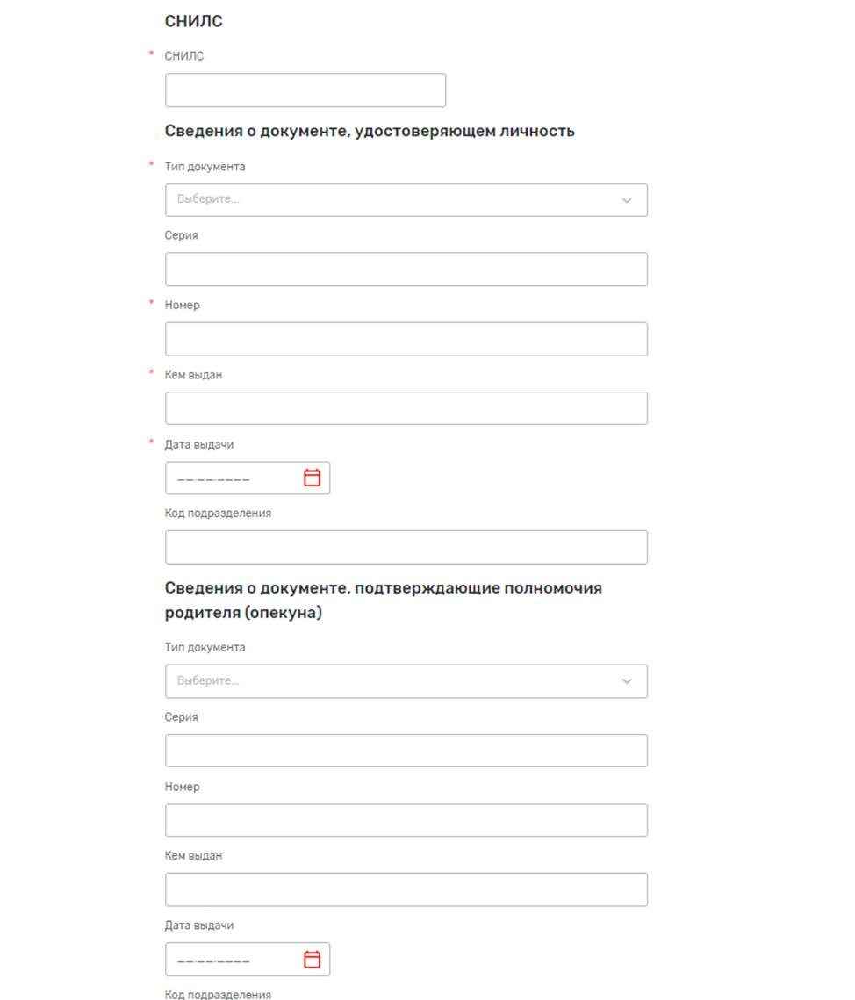 СНИЛС
* СНИЛС
Сведения о документе, удостоверяющем личность
* Тип документа
Выберите...
Серия
* Номер
* Кем выдан
* Дата выдачи
__.__.____
Код подразделения
Сведения о документе, подтверждающие полномочия
родителя (опекуна)
Тип документа
Выберите...
Серия
Номер
Кем выдан
Дата выдачи
__.__.____
Код подразделения